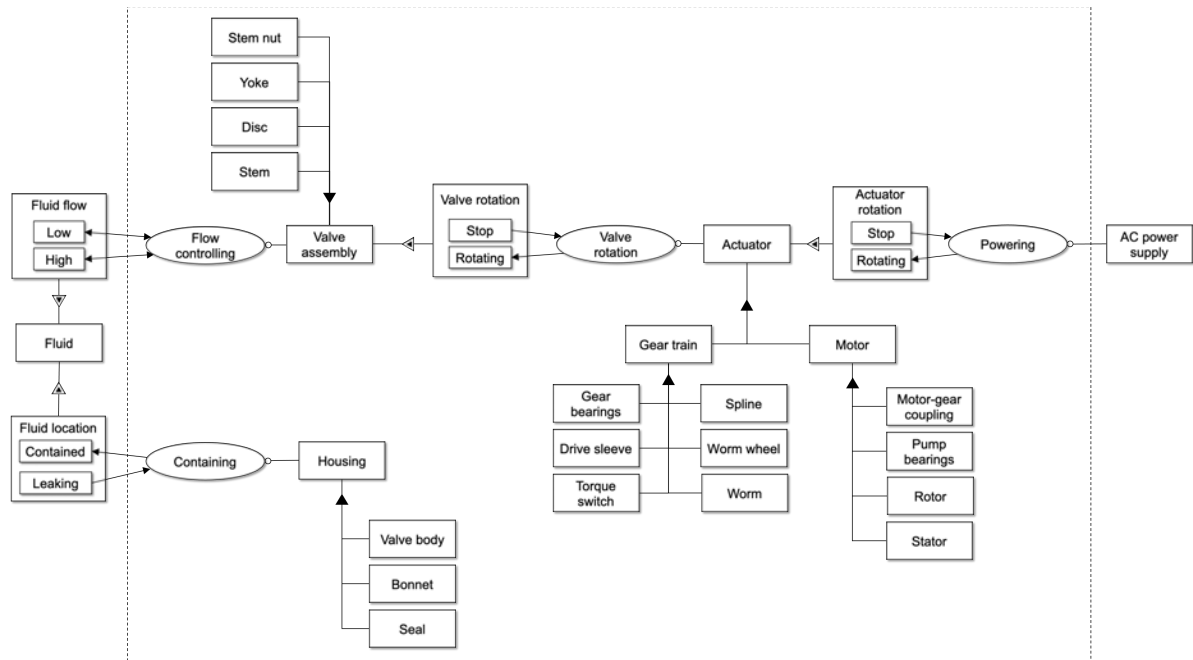 Stem nut
Yoke
Disc
Stem
Fluid flow
Low
High
Flow
controlling
Valve
assembly
Valve rotation
Stop
Rotating
Valve
rotation
Actuator
Actuator
rotation
Stop
Rotating
Powering
AC power
supply
Fluid
Gear train
Motor
Gear
bearings
Spline
Drive sleeve
Worm wheel
Torque
switch
Worm
Motor-gear
coupling
Pump
bearings
Rotor
Stator
Fluid location
Contained
Leaking
Containing
Housing
Valve body
Bonnet
Seal